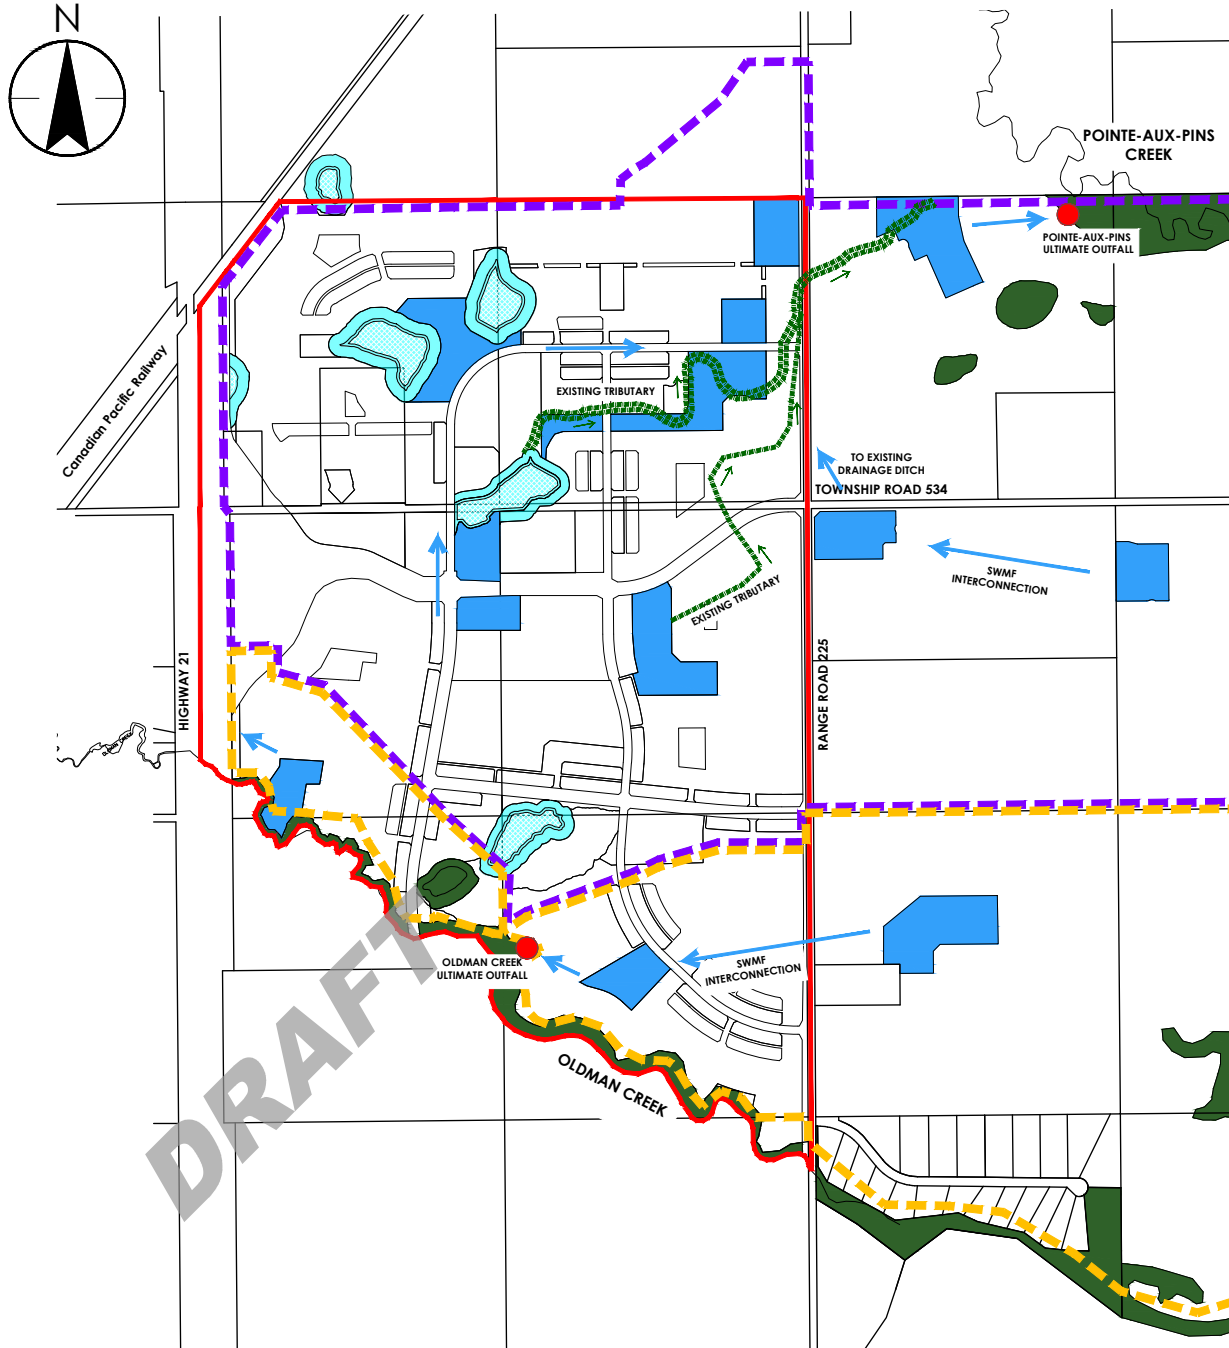 N
POINTE-AUX-PINS
CREEK
POINTE-AUX-PINS
ULTIMATE OUTFALL
Canadian Pacific Railway
EXISTING TRIBUTARY
TO EXISTING
DRAINAGE DITCH
TOWNSHIP ROAD 534
SWMF
INTERCONNECTION
EXISTING TRIBUTARY
HIGHWAY 21
RANGE ROAD 225
OLDMAN CREEK
ULTIMATE OUTFALL
SWMF
INTERCONNECTION
OLDMAN CREEK
DRAFT